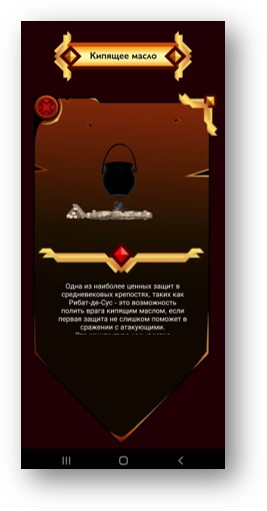 Кипящее масло
Одна из наиболее ценных защит в
средневековых крепостях, таких как
Рибат-де-Сус - это возможность
полить врага кипящим маслом, если
первая защита не слишком поможет в
сражении с атакующими.